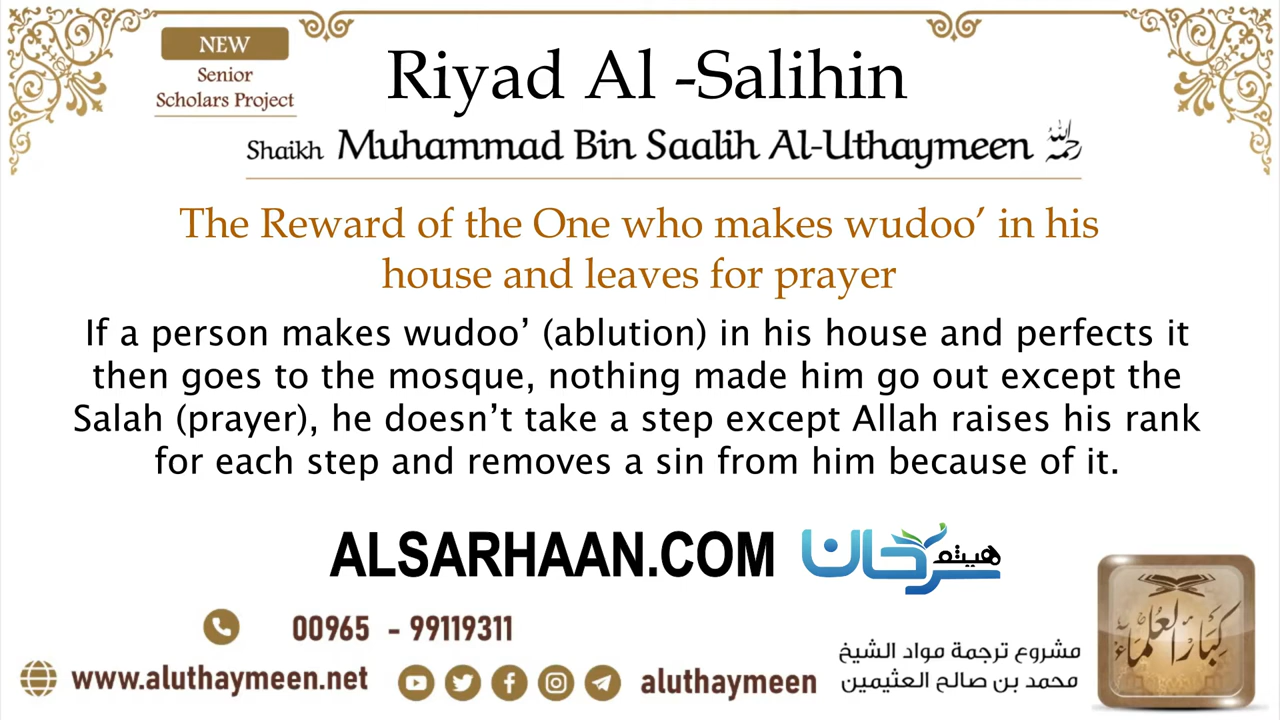 NEW
Senior
Scholars Project
Riyad Al -Salihin
Shaikh Muhammad Bin Saalih Al-Uthaymeen رحمه الله
The Reward of the One who makes wudoo’ in his
house and leaves for prayer
If a person makes wudoo’ (ablution) in his house and perfects it
then goes to the mosque, nothing made him go out except the
Salah (prayer), he doesn’t take a step except Allah raises his rank
for each step and removes a sin from him because of it.
ALSARHAAN.COM هيثم سرحان
00965 - 99119311
www.aluthaymeen.net
aluthaymeen
مشروع ترجمة مواد الشيخ
محمد بن صالح العثيمين
كبار العلماء